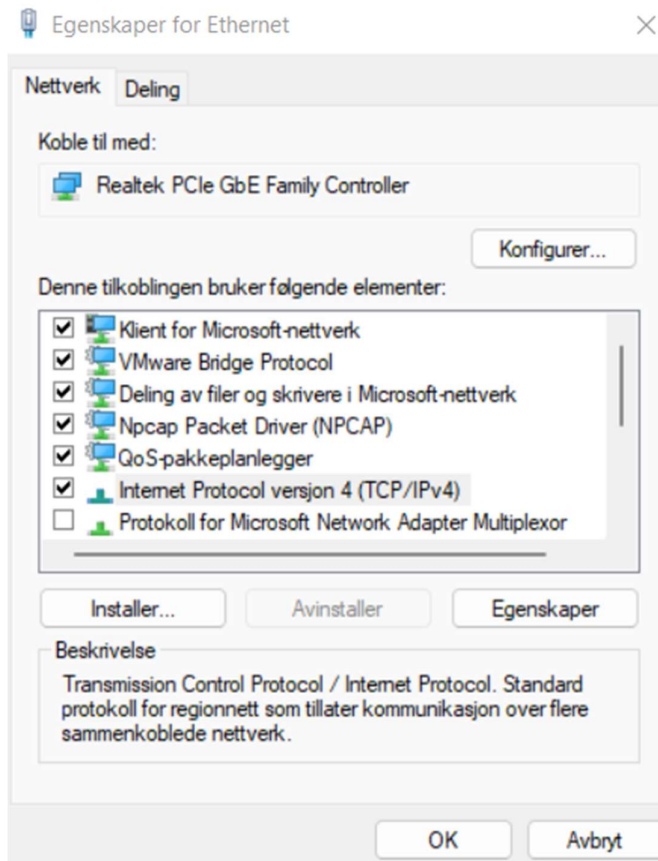 Egenskaper for Ethernet
Nettverk
Deling
Koble til med:
Realtek PCIe GbE Family Controller
Konfigurer...
Denne tilkoblingen bruker følgende elementer:
Klient for Microsoft-nettverk
VMware Bridge Protocol
Deling av filer og skrivere i Microsoft-nettverk
Npcap Packet Driver (NPCAP)
QoS-pakkeplanlegger
Internet Protocol versjon 4 (TCP/IPv4)
Protokoll for Microsoft Network Adapter Multiplexor
Installer...
Avinstaller
Egenskaper
Beskrivelse
Transmission Control Protocol / Internet Protocol. Standard
protokoll for regionnett som tillater kommunikasjon over flere
sammenkoblede nettverk.
OK
Avbryt